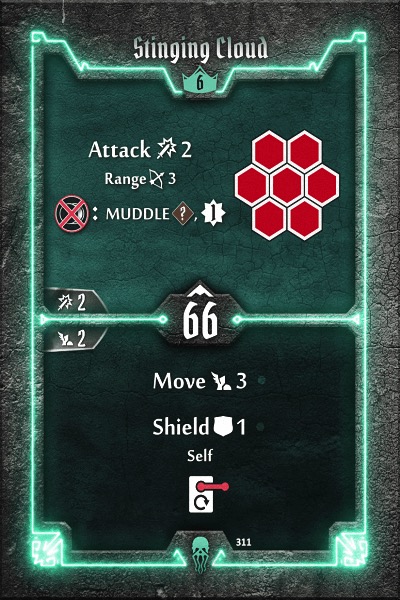 Stinging Cloud
6
Attack 2
Range 3
: MUDDLE ?, 1
2
66
2
Move 3
Shield 1
Self
311